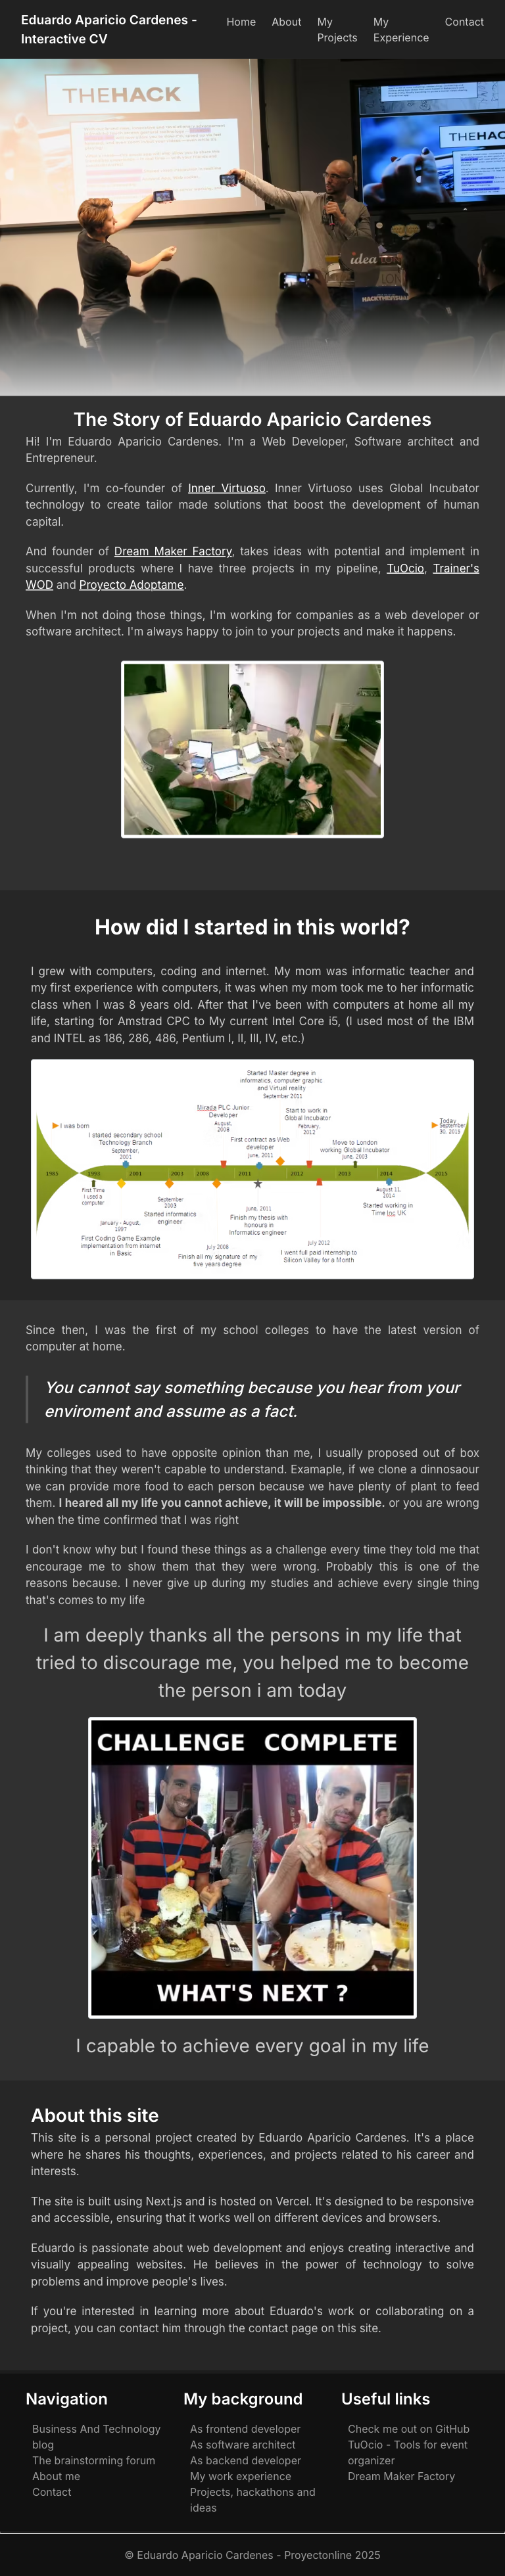 Eduardo Aparicio Cardenes -
Interactive CV
Home
About
My
Projects
My
Experience
Contact
THEHACK
THEHAC
idea
The Story of Eduardo Aparicio Cardenes
Hi! I'm Eduardo Aparicio Cardenes. I'm a Web Developer, Software architect and
Entrepreneur.
Currently, I'm co-founder of Inner Virtuoso. Inner Virtuoso uses Global Incubator
technology to create tailor made solutions that boost the development of human
capital.
And founder of Dream Maker Factory, takes ideas with potential and implement in
successful products where I have three projects in my pipeline, TuOcio, Trainer's
WOD and Proyecto Adoptame.
When I'm not doing those things, I'm working for companies as a web developer or
software architect. I'm always happy to join to your projects and make it happens.
How did I started in this world?
I grew with computers, coding and internet. My mom was informatic teacher and
my first experience with computers, it was when my mom took me to her informatic
class when I was 8 years old. After that I've been with computers at home all my
life, starting for Amstrad CPC to My current Intel Core i5, (I used most of the IBM
and INTEL as 186, 286, 486, Pentium I, II, III, IV, etc.)
Started Master degree in
informatics, computer graphic
and Virtual reality
September 2011
Mirada PLC Junior
Developer
August,
2008
Start to work in
Global Incubator
February,
2012
I was born
I started secondary school
Technology Branch
September,
2001
First contract as Web
developer
june, 2011
Move to London
working Global Incubator
June, 2003
Today
September
30, 2015
1985
1993
2001
2003
2008
2011
2012
2013
2014
2015
First Time
I used a
computer
September
2003
Started informatics
engineer
june, 2011
Finish my thesis with
honours in
Informatics engineer
August 11,
2014
Started working in
Time Inc UK
january - August,
1997
First Coding Game Example
implementation from internet
in Basic
july 2008
Finish all my signature of my
five years degree
july 2012
I went full paid internship to
Silicon Valley for a Month
Since then, I was the first of my school colleges to have the latest version of
computer at home.
You cannot say something because you hear from your
enviroment and assume as a fact.
My colleges used to have opposite opinion than me, I usually proposed out of box
thinking that they weren't capable to understand. Examaple, if we clone a dinnosaour
we can provide more food to each person because we have plenty of plant to feed
them. I heared all my life you cannot achieve, it will be impossible. or you are wrong
when the time confirmed that I was right
I don't know why but I found these things as a challenge every time they told me that
encourage me to show them that they were wrong. Probably this is one of the
reasons because. I never give up during my studies and achieve every single thing
that's comes to my life
I am deeply thanks all the persons in my life that
tried to discourage me, you helped me to become
the person i am today
CHALLENGE COMPLETE
WHAT'S NEXT ?
I capable to achieve every goal in my life
About this site
This site is a personal project created by Eduardo Aparicio Cardenes. It's a place
where he shares his thoughts, experiences, and projects related to his career and
interests.
The site is built using Next.js and is hosted on Vercel. It's designed to be responsive
and accessible, ensuring that it works well on different devices and browsers.
Eduardo is passionate about web development and enjoys creating interactive and
visually appealing websites. He believes in the power of technology to solve
problems and improve people's lives.
If you're interested in learning more about Eduardo's work or collaborating on a
project, you can contact him through the contact page on this site.
Navigation
Business And Technology
blog
The brainstorming forum
About me
Contact
My background
As frontend developer
As software architect
As backend developer
My work experience
Projects, hackathons and
ideas
Useful links
Check me out on GitHub
TuOcio - Tools for event
organizer
Dream Maker Factory
© Eduardo Aparicio Cardenes - Proyectonline 2025